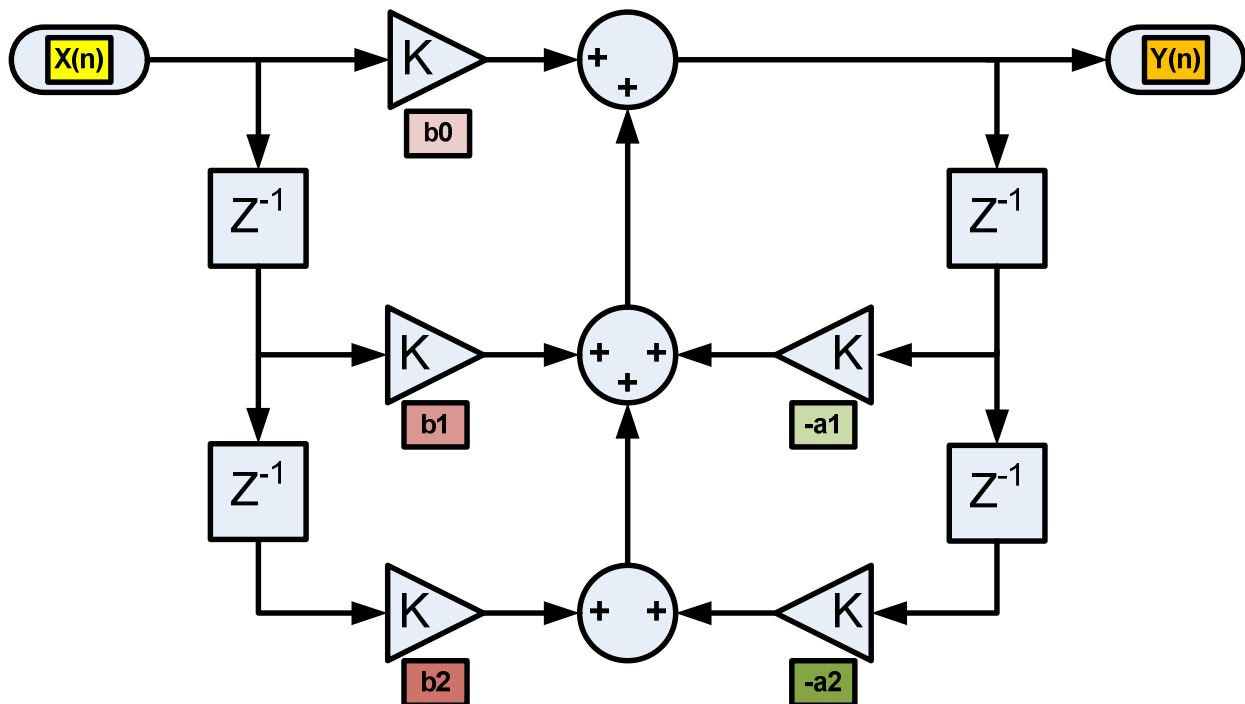 X(n)
K
+
+
Y(n)
b0
Z-1
Z-1
K
+
+
+
K
b1
-a1
Z-1
Z-1
K
+
+
K
b2
-a2